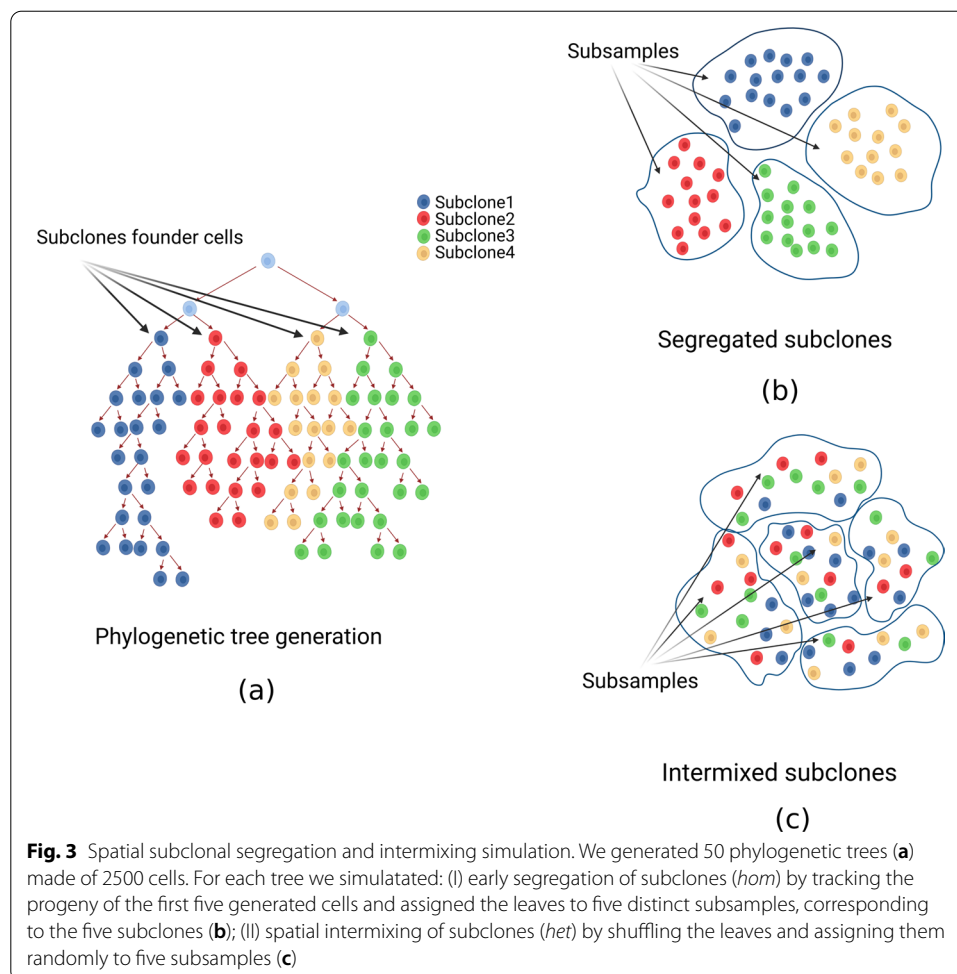 Subsamples
Subclone1
Subclone2
Subclone3
Subclone4
Subclones founder cells
Segregated subclones
(b)
Phylogenetic tree generation
(a)
Subsamples
Intermixed subclones
(c)
Fig. 3 Spatial subclonal segregation and intermixing simulation. We generated 50 phylogenetic trees (a)
made of 2500 cells. For each tree we simulatated: (I) early segregation of subclones (hom) by tracking the
progeny of the first five generated cells and assigned the leaves to five distinct subsamples, corresponding
to the five subclones (b); (II) spatial intermixing of subclones (het) by shuffling the leaves and assigning them
randomly to five subsamples (c)